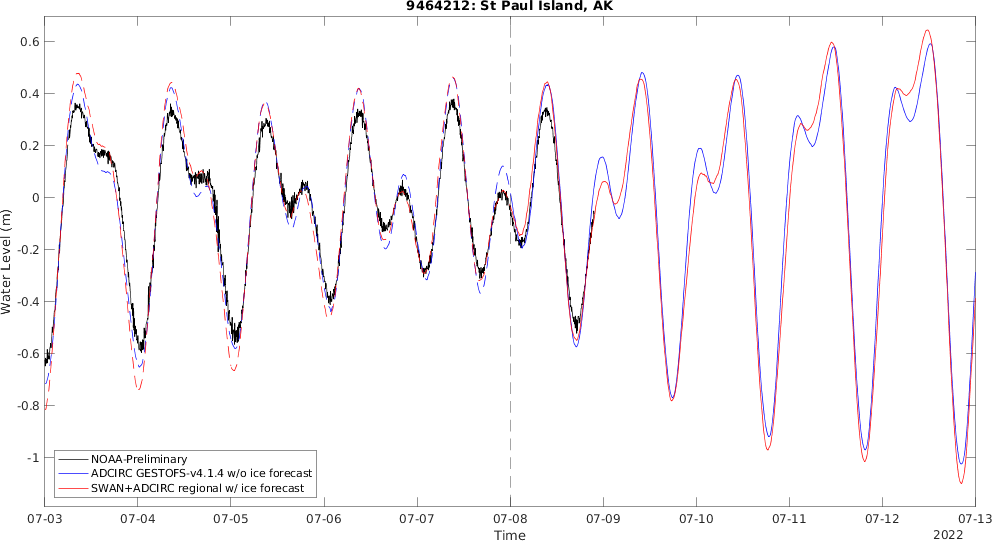 9464212: St Paul Island, AK
0.6
0.4
0.2
0
-0.2
-0.4
-0.6
-0.8
-1
Water Level (m)
NOAA-Preliminary
ADCIRC GESTOFS-v4.1.4 w/o ice forecast
SWAN+ADCIRC regional w/ ice forecast
07-03 07-04 07-05 07-06 07-07 07-08 07-09 07-10 07-11 07-12 07-13
Time
2022